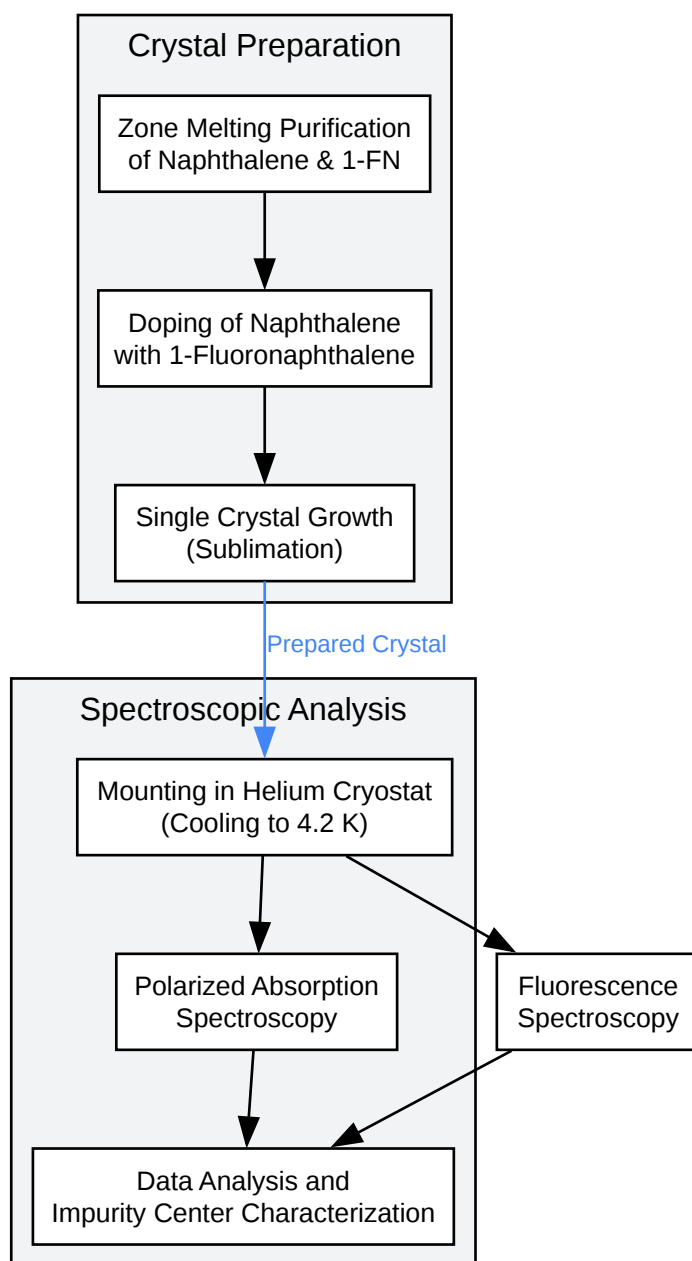 Crystal Preparation
Zone Melting Purification
of Naphthalene & 1-FN
Doping of Naphthalene
with 1-Fluoronaphthalene
Single Crystal Growth
(Sublimation)
Prepared Crystal
Spectroscopic Analysis
Mounting in Helium Cryostat
(Cooling to 4.2 K)
Polarized Absorption
Spectroscopy
Fluorescence
Spectroscopy
Data Analysis and
Impurity Center Characterization